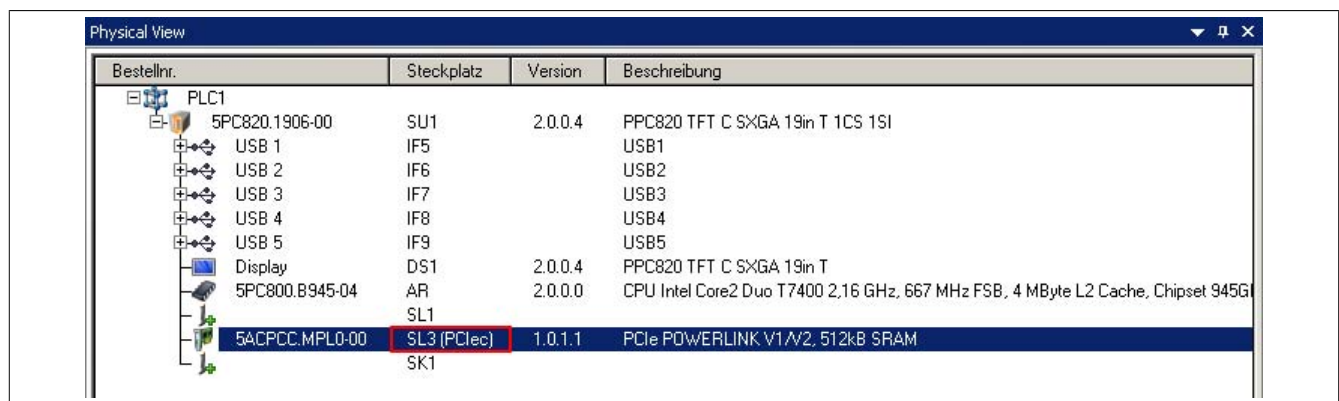 Physical View
Bestellnr. Steckplatz Version Beschreibung
PLC1
5PC820.1906-00 SU1 2.0.0.4 PPC820 TFT C SXGA 19in T 1CS 1SI
USB 1 IF5 USB1
USB 2 IF6 USB2
USB 3 IF7 USB3
USB 4 IF8 USB4
USB 5 IF9 USB5
Display DS1 2.0.0.4 PPC820 TFT C SXGA 19in T
5PC800.B945-04 AR 2.0.0.0 CPU Intel Core2 Duo T7400 2,16 GHz, 667 MHz FSB, 4 MByte L2 Cache, Chipset
SL1
5ACPCC.MPL0-00 SL3 (PCIec) 1.0.1.1 PCIe POWERLINK V1/V2, 512kB SRAM
SK1